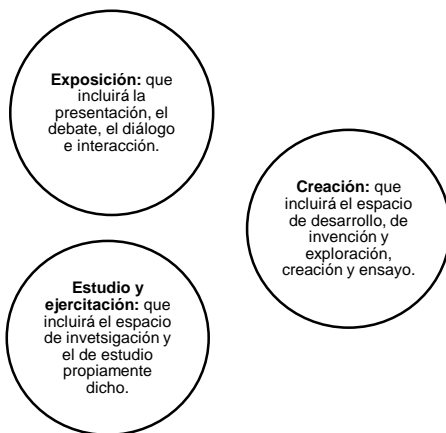 Exposición: que
incluirá la
presentación, el
debate, el diálogo
e interacción.
Creación: que
incluirá el espacio
de desarrollo, de
invención y
exploración,
creación y ensayo.
Estudio y
ejercitación: que
incluirá el espacio
de invetsigación y
el de estudio
propiamente
dicho.